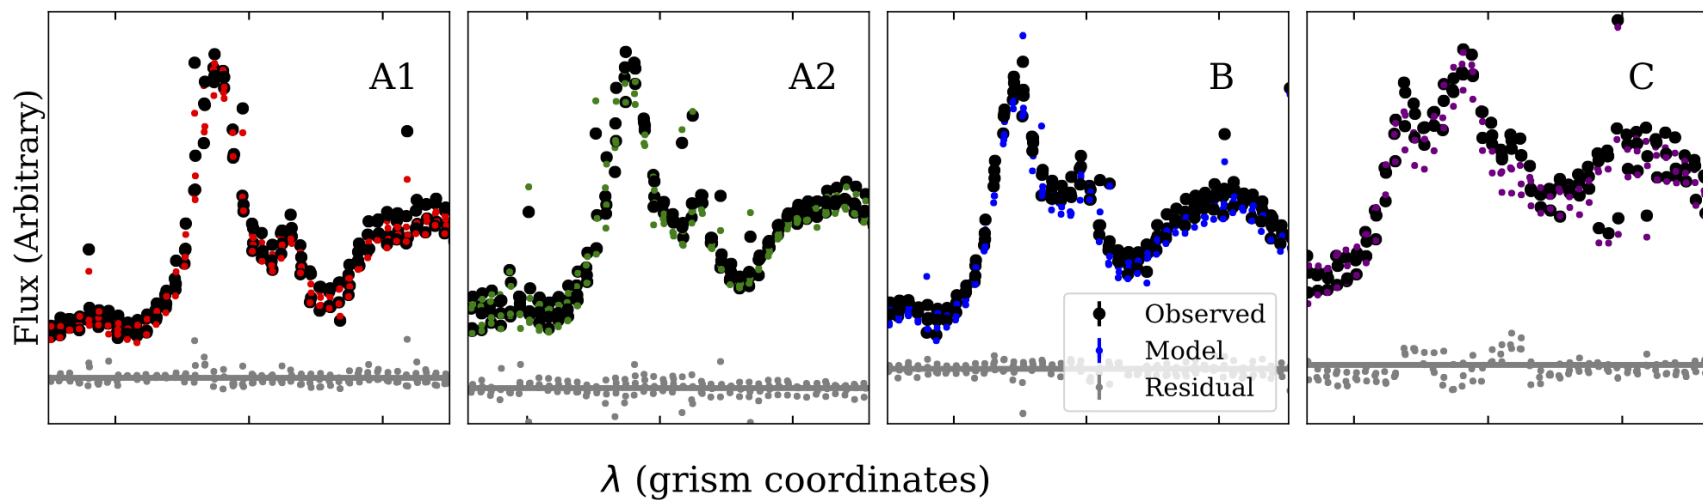 Flux (Arbitrary)
A1
A2
B
C
Observed
Model
Residual
λ (grism coordinates)